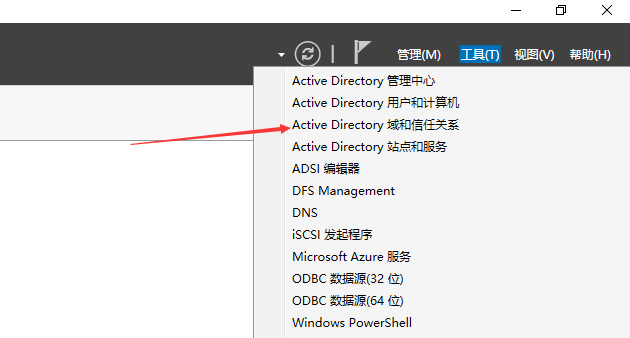 管理(M) 工具(T) 视图(V) 帮助(H)
Active Directory 管理中心
Active Directory 用户和计算机
Active Directory 域和信任关系
Active Directory 站点和服务
ADSI 编辑器
DFS Management
DNS
iSCSI 发起程序
Microsoft Azure 服务
ODBC 数据源(32 位)
ODBC 数据源(64 位)
Windows PowerShell